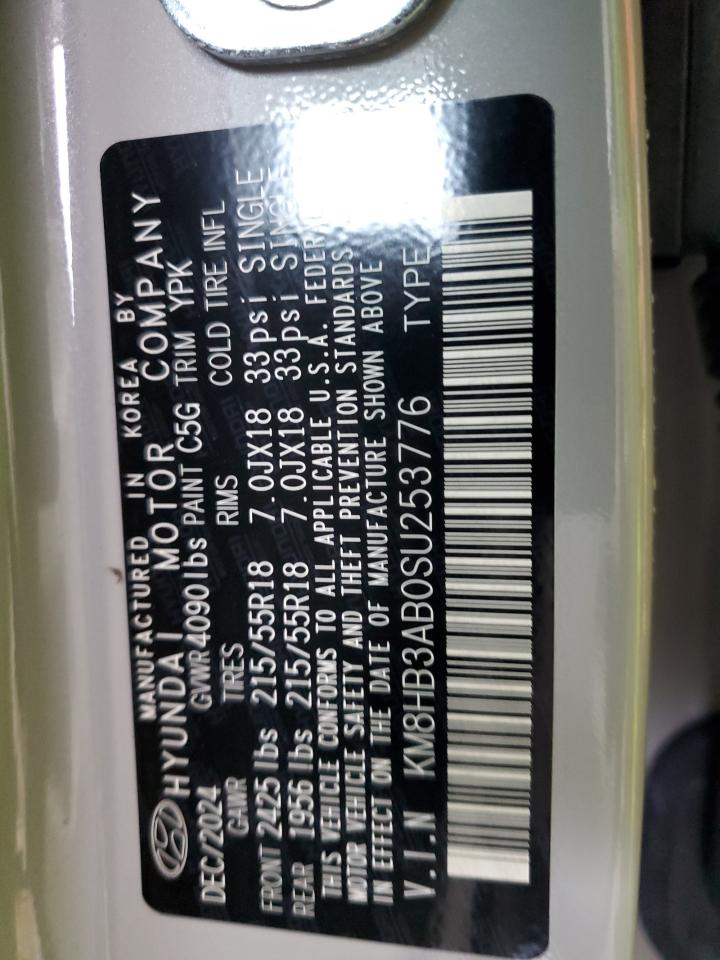 MANUFACTURED IN KOREA BY
HYUNDAI MOTOR COMPANY
DEC/2024 GVWR 4090lbs PAINT C5G TRIM YPK
GAWR TIRES RIMS COLD TIRE INFL
FRONT 2425 lbs 215/55R18 7.0JX18 33psi SINGLE
REAR 1956 lbs 215/55R18 7.0JX18 33psi SINGLE
THIS VEHICLE CONFORMS TO ALL APPLICABLE U.S.A. FEDERAL
MOTOR VEHICLE SAFETY AND THEFT PREVENTION STANDARDS
IN EFFECT ON THE DATE OF MANUFACTURE SHOWN ABOVE
V.I.N KM8HB3AB0SU253776 TYPE